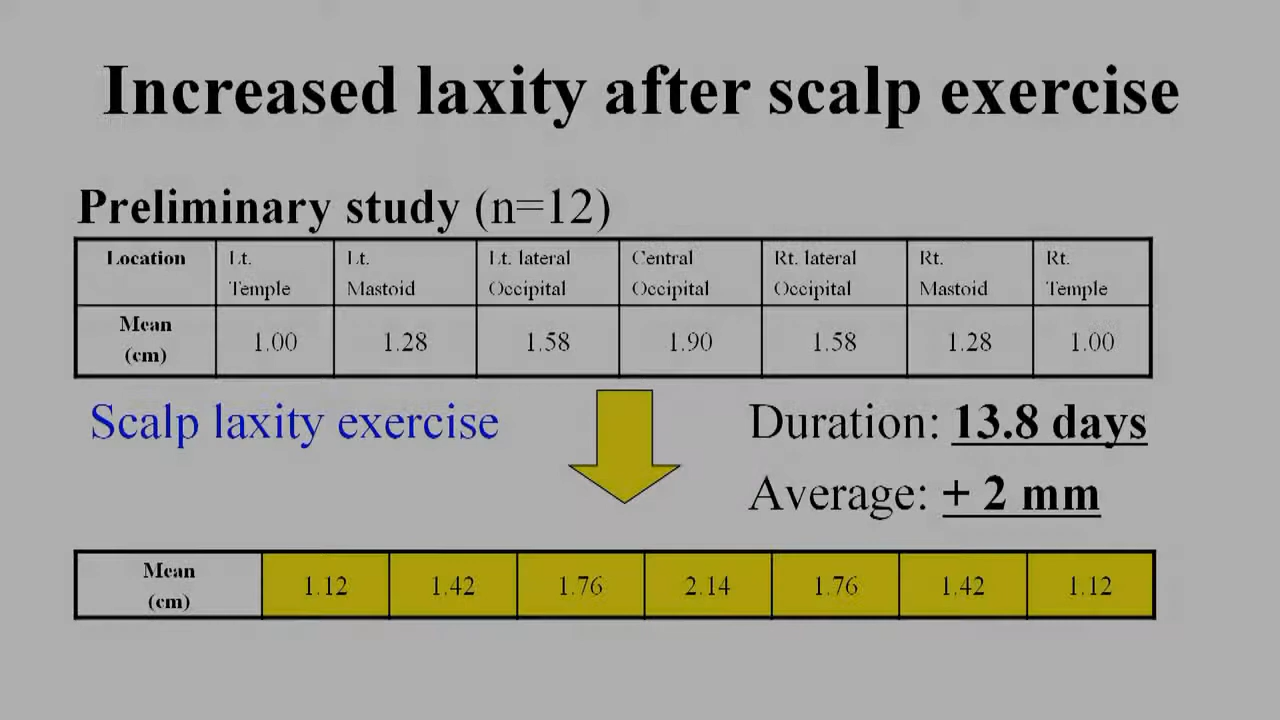 Increased laxity after scalp exercise
Preliminary study (n=12)
Location Lt. Temple Lt. Mastoid Lt. lateral Occipital Central Occipital Rt. lateral Occipital Rt. Mastoid Rt. Temple
Mean (cm) 1.00 1.28 1.58 1.90 1.58 1.28 1.00
Scalp laxity exercise
Duration: 13.8 days
Average: + 2 mm
Mean (cm) 1.12 1.42 1.76 2.14 1.76 1.42 1.12